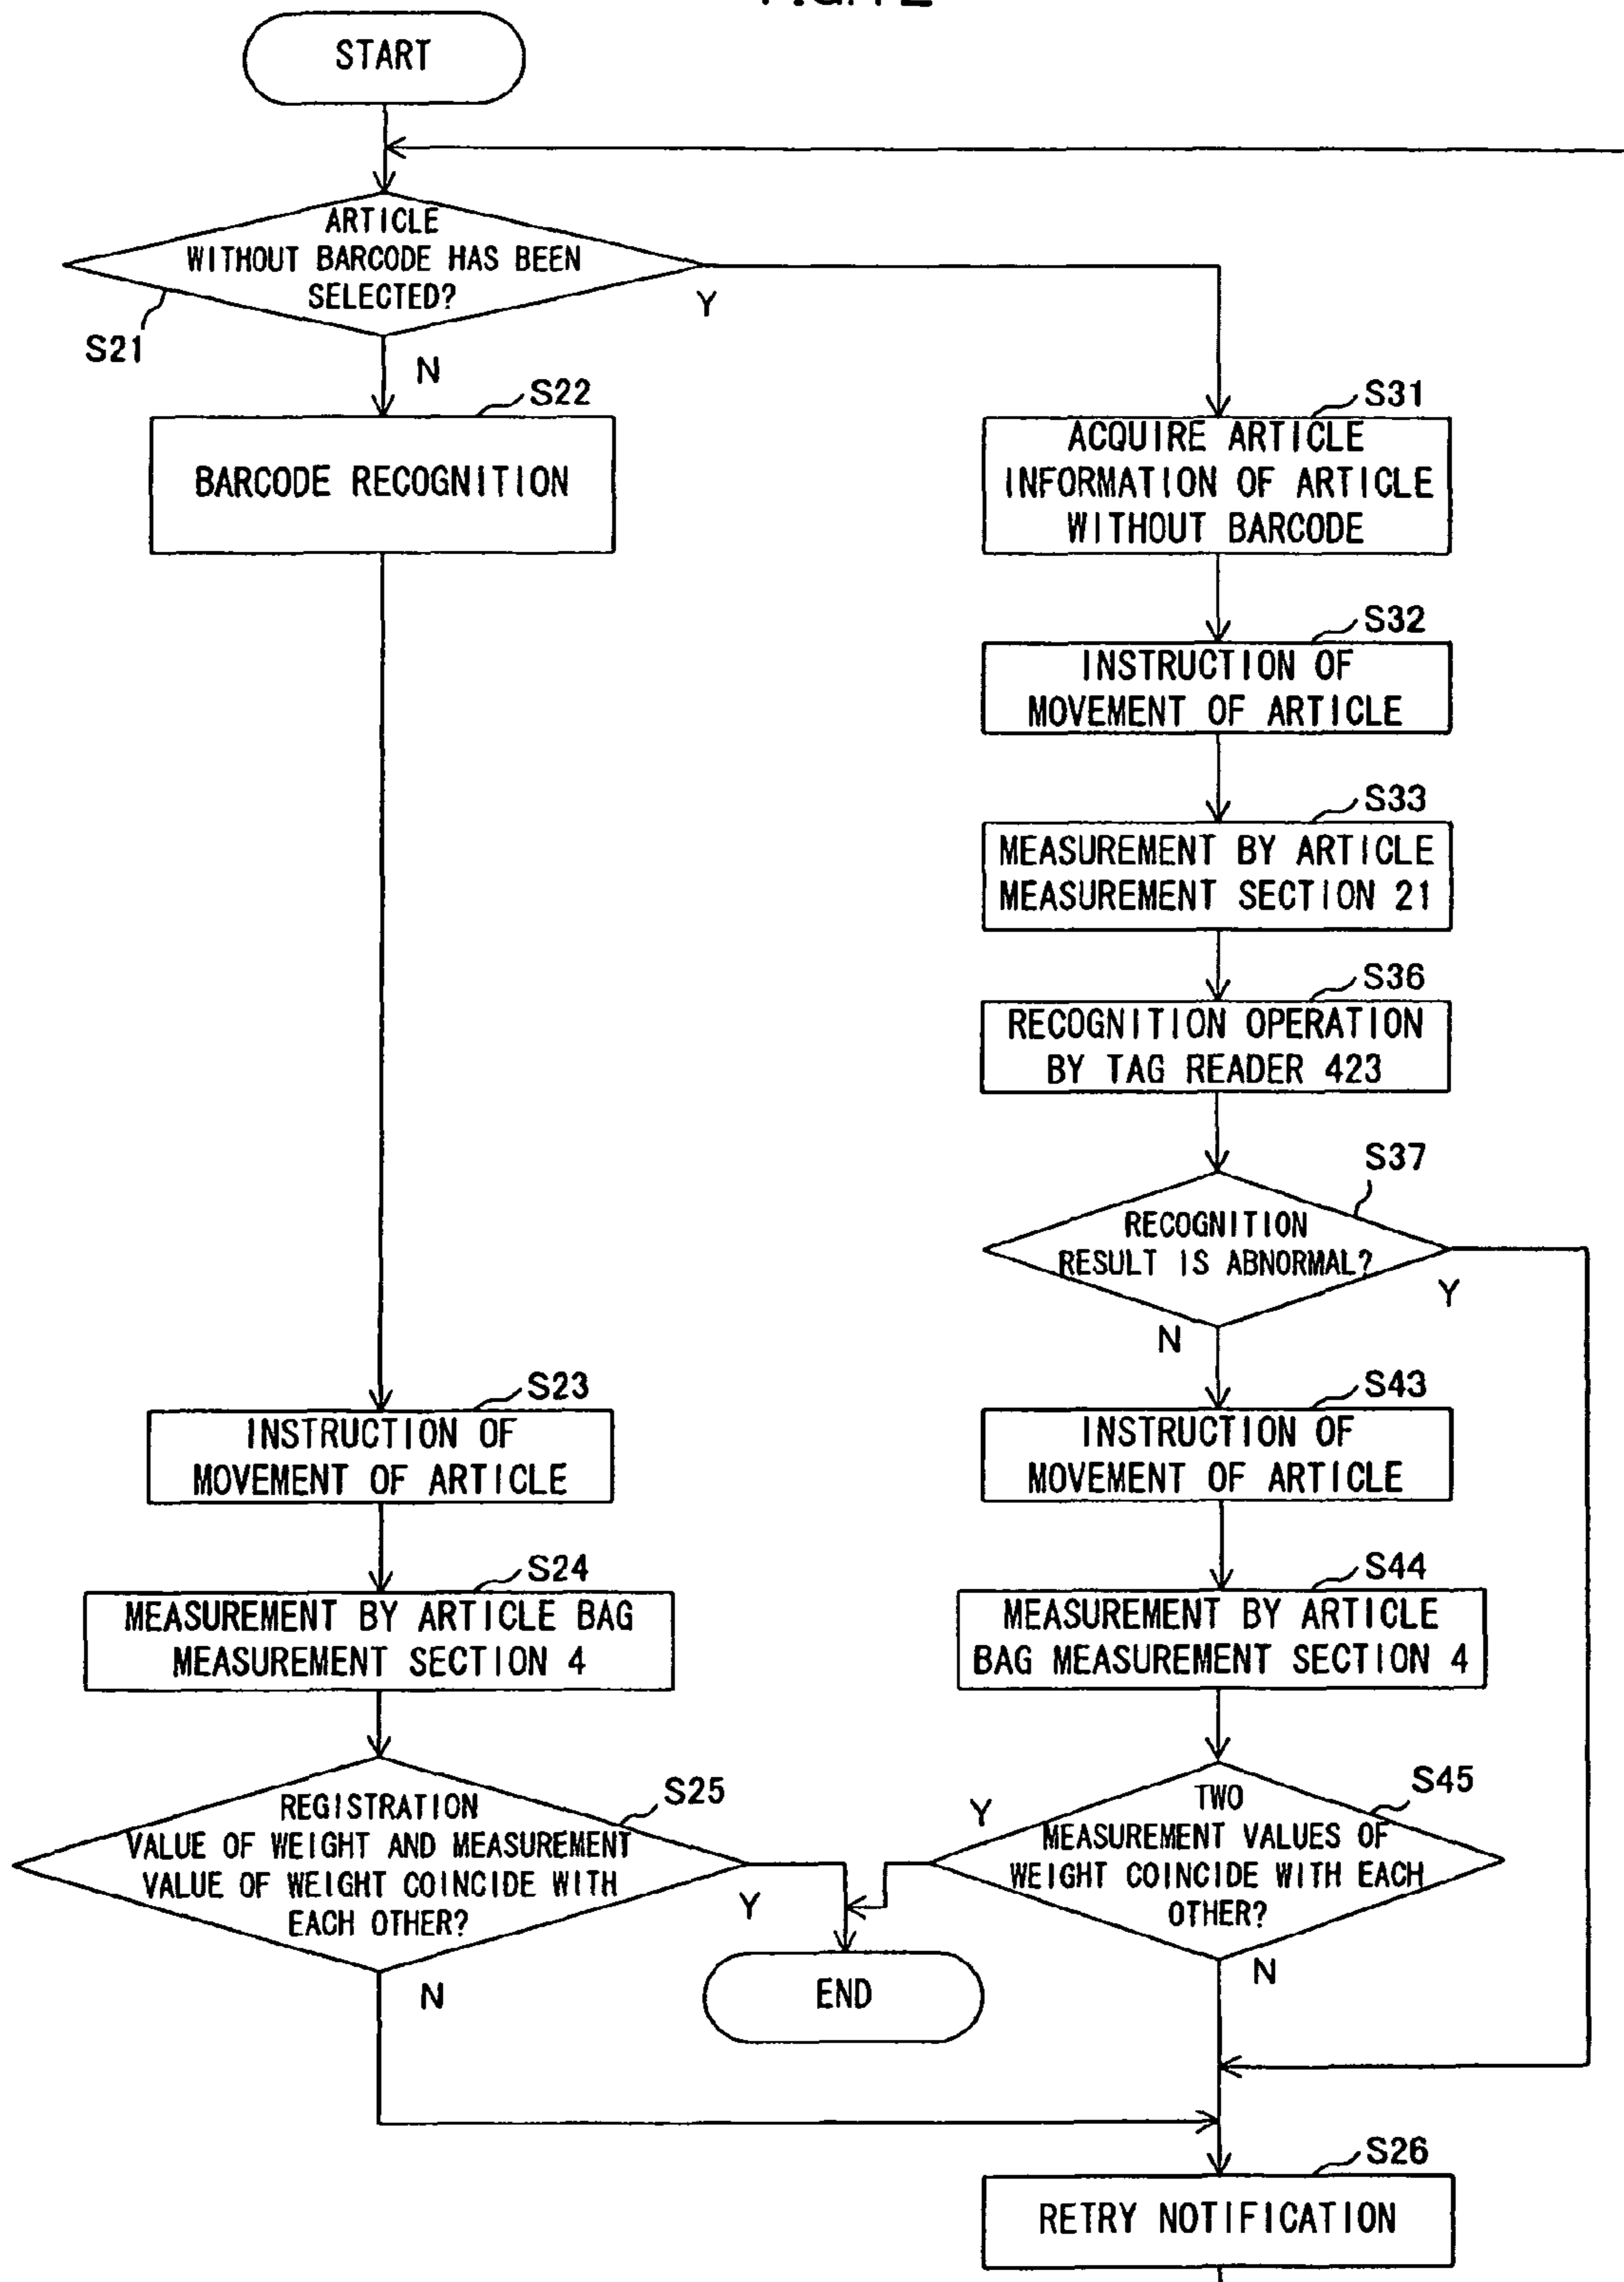 START
ARTICLE
WITHOUT BARCODE HAS BEEN
SELECTED?
S21
Y
N
S22
BARCODE RECOGNITION
S31
ACQUIRE ARTICLE
INFORMATION OF ARTICLE
WITHOUT BARCODE
S32
INSTRUCTION OF
MOVEMENT OF ARTICLE
S33
MEASUREMENT BY ARTICLE
MEASUREMENT SECTION 21
S36
RECOGNITION OPERATION
BY TAG READER 423
S37
RECOGNITION
RESULT IS ABNORMAL?
Y
N
S23
INSTRUCTION OF
MOVEMENT OF ARTICLE
S43
INSTRUCTION OF
MOVEMENT OF ARTICLE
S24
MEASUREMENT BY ARTICLE BAG
MEASUREMENT SECTION 4
S44
MEASUREMENT BY ARTICLE
BAG MEASUREMENT SECTION 4
S25
REGISTRATION
VALUE OF WEIGHT AND MEASUREMENT
VALUE OF WEIGHT COINCIDE WITH
EACH OTHER?
Y
N
S45
TWO
MEASUREMENT VALUES OF
WEIGHT COINCIDE WITH EACH
OTHER?
Y
N
END
S26
RETRY NOTIFICATION